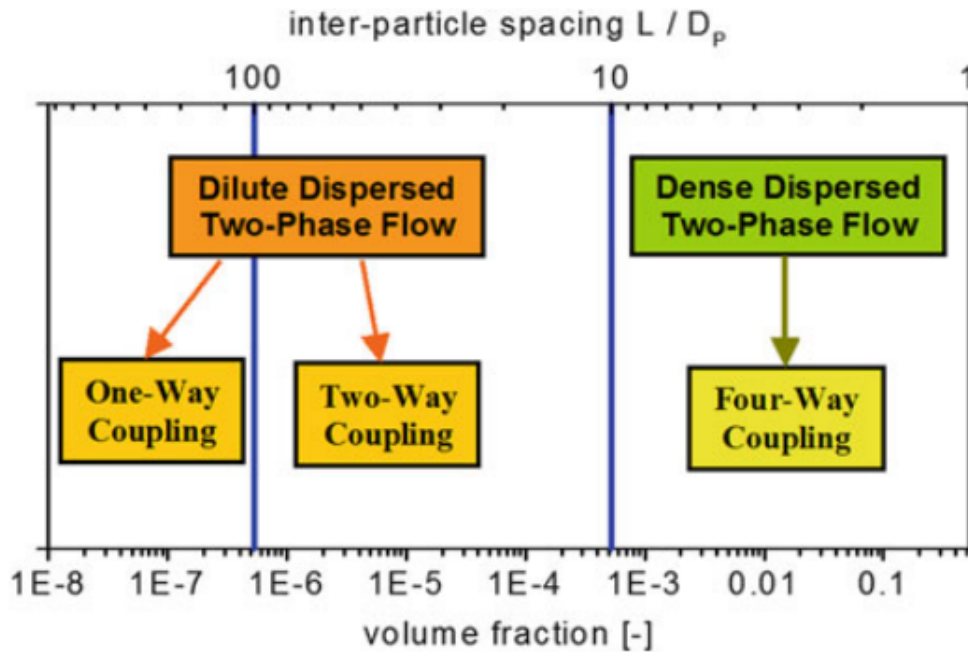 inter-particle spacing L / Dₚ
100 10 1
Dilute Dispersed
Two-Phase Flow
Dense Dispersed
Two-Phase Flow
One-Way
Coupling
Two-Way
Coupling
Four-Way
Coupling
1E-8 1E-7 1E-6 1E-5 1E-4 1E-3 0.01 0.1
volume fraction [-]